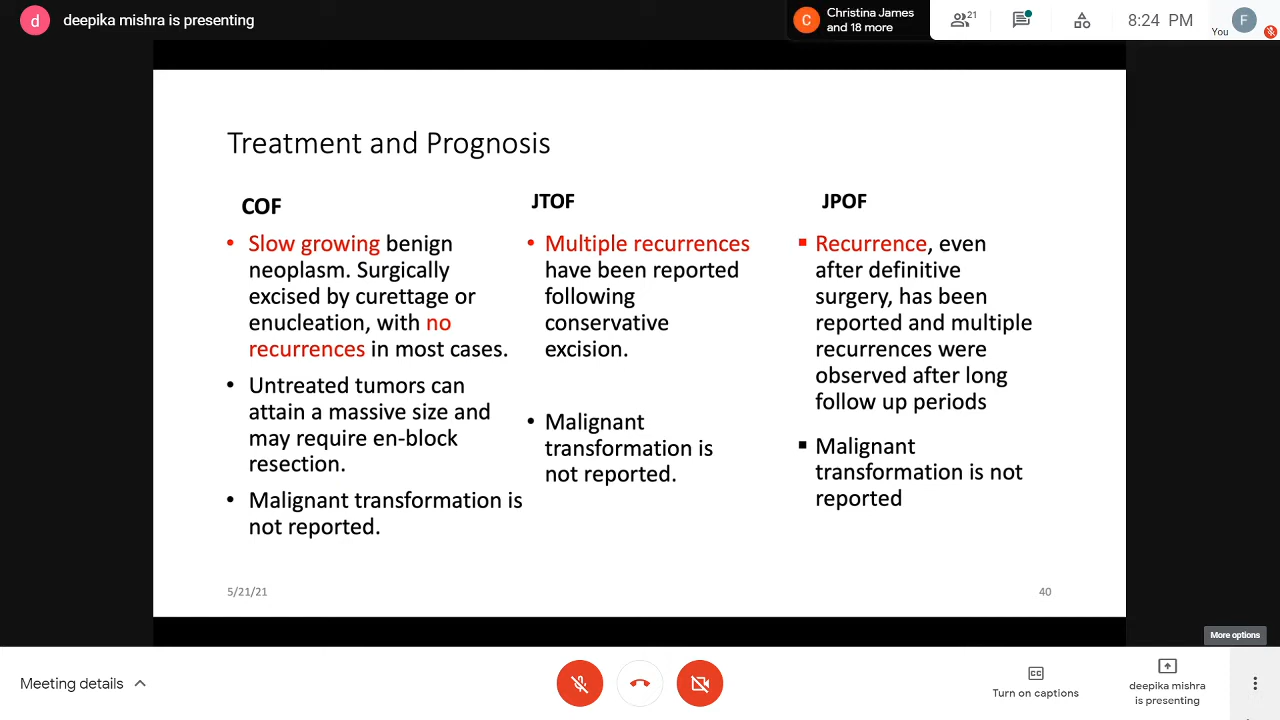 d
deepika mishra is presenting
C
Christina James
and 18 more
21
8:24 PM
F
You
Treatment and Prognosis
COF
• Slow growing benign
neoplasm. Surgically
excised by curettage or
enucleation, with no
recurrences in most cases.
• Untreated tumors can
attain a massive size and
may require en-block
resection.
• Malignant transformation is
not reported.
JTOF
• Multiple recurrences
have been reported
following
conservative
excision.
• Malignant
transformation is
not reported.
JPOF
▪ Recurrence, even
after definitive
surgery, has been
reported and multiple
recurrences were
observed after long
follow up periods
▪ Malignant
transformation is not
reported
5/21/21
40
More options
Meeting details
CC
Turn on captions
deepika mishra
is presenting